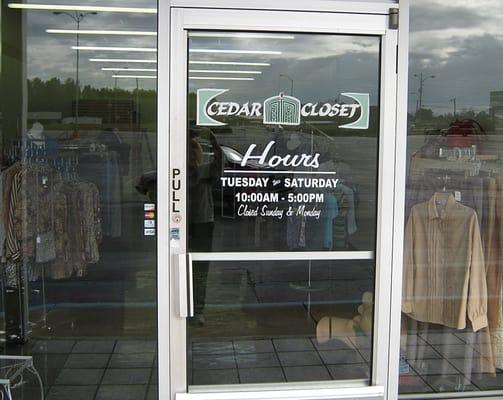 CEDAR CLOSET
Hours
TUESDAY thru SATURDAY
10:00AM - 5:00PM
Closed Sunday & Monday
PULL